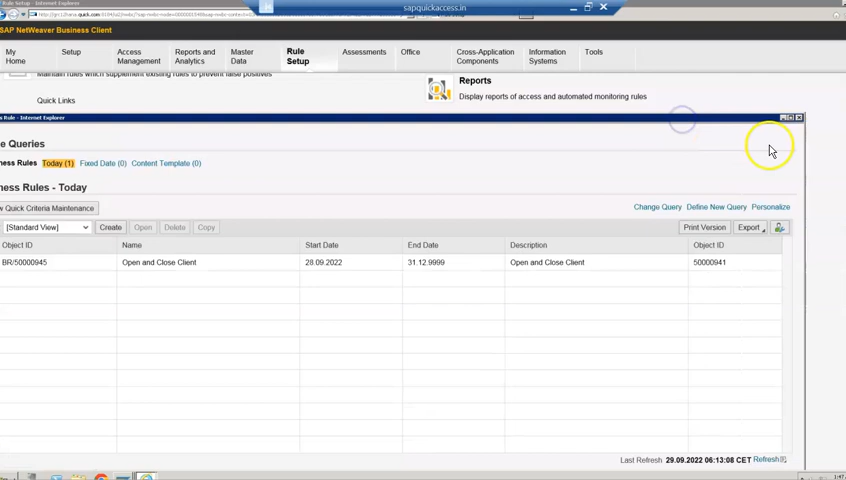 Rule Setup - Internet Explorer
sapquickaccess.in
SAP NetWeaver Business Client
My Home
Setup
Access Management
Reports and Analytics
Master Data
Rule Setup
Assessments
Office
Cross-Application Components
Information Systems
Tools
Maintain rules which supplement existing rules to prevent false positives
Quick Links
Reports
Display reports of access and automated monitoring rules
Rule - Internet Explorer
Queries
Rules Today (1) Fixed Date (0) Content Template (0)
Rules - Today
Quick Criteria Maintenance
Change Query Define New Query Personalize
[Standard View] Create Open Delete Copy Print Version Export
Object ID Name Start Date End Date Description Object ID
BR/50000945 Open and Close Client 28.09.2022 31.12.9999 Open and Close Client 50000941
Last Refresh 29.09.2022 06:13:08 CET Refresh